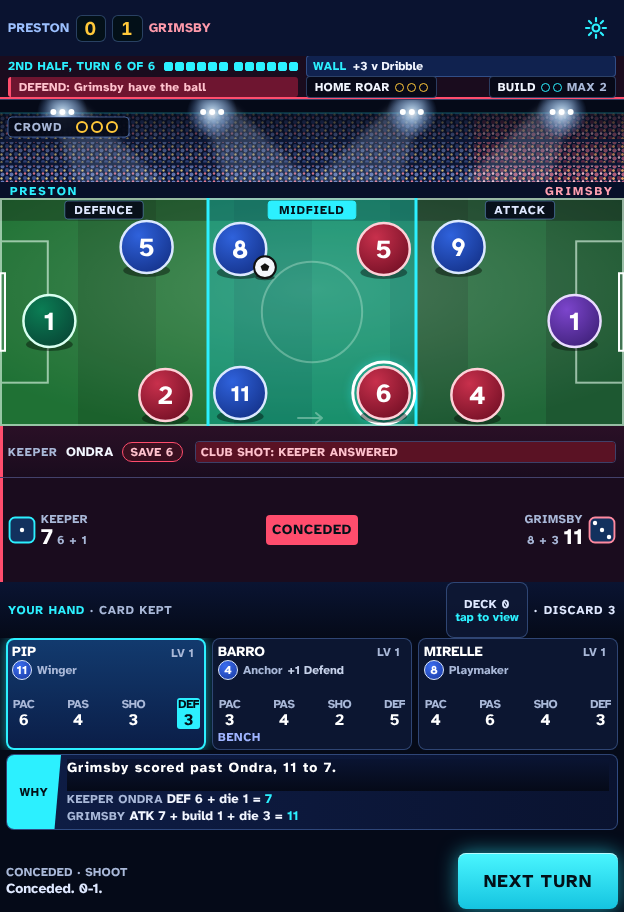 PRESTON 0 1 GRIMSBY
2ND HALF, TURN 6 OF 6
WALL +3 v Dribble
DEFEND: Grimsby have the ball
HOME ROAR
BUILD MAX 2
CROWD
PRESTON GRIMSBY
DEFENCE MIDFIELD ATTACK
5 8 5 9
1 1
2 11 6 4
KEEPER ONDRA SAVE 6 CLUB SHOT: KEEPER ANSWERED
KEEPER
7 6 + 1
CONCEDED
GRIMSBY
8 + 3 11
YOUR HAND · CARD KEPT
DECK 0
tap to view
· DISCARD 3
PIP LV 1
11 Winger
PAC PAS SHO DEF
6 4 3 3
BARRO LV 1
4 Anchor +1 Defend
PAC PAS SHO DEF
3 4 2 5
BENCH
MIRELLE LV 1
8 Playmaker
PAC PAS SHO DEF
4 6 4 3
WHY
Grimsby scored past Ondra, 11 to 7.
KEEPER ONDRA DEF 6 + die 1 = 7
GRIMSBY ATK 7 + build 1 + die 3 = 11
CONCEDED · SHOOT
Conceded. 0-1.
NEXT TURN